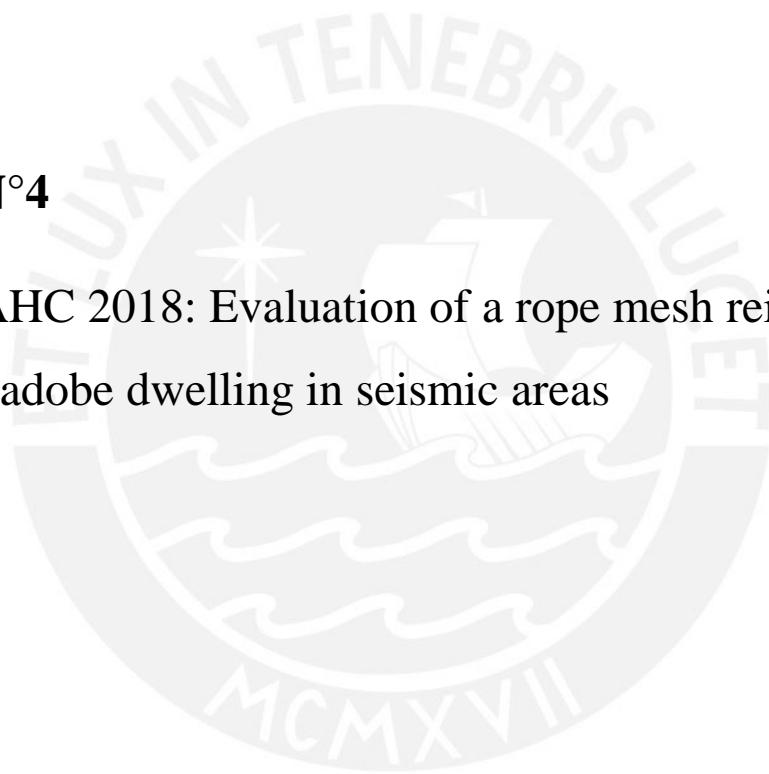 ET LUX IN TENEBRIS LUCET
°4
AHC 2018: Evaluation of a rope mesh rei
adobe dwelling in seismic areas
MCMXVII